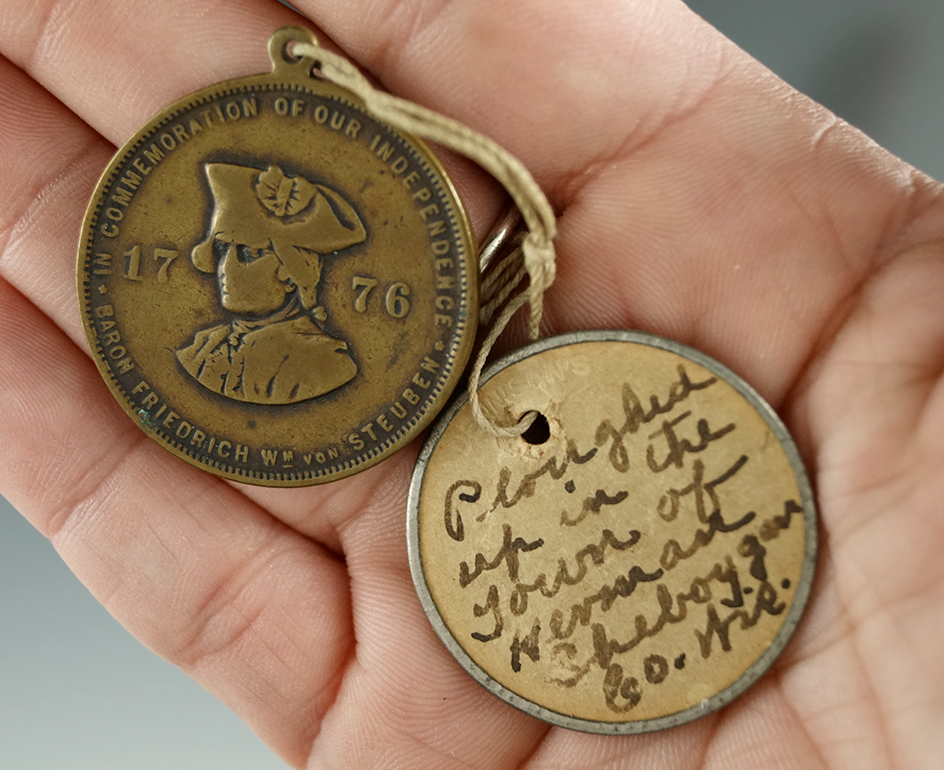 · IN COMMEMORATION OF OUR INDEPENDENCE ·
17 76
BARON FRIEDRICH WM VON STEUBEN
Ploughed
up in the
Town of
Herman
Sheboygan
Co. Wis.